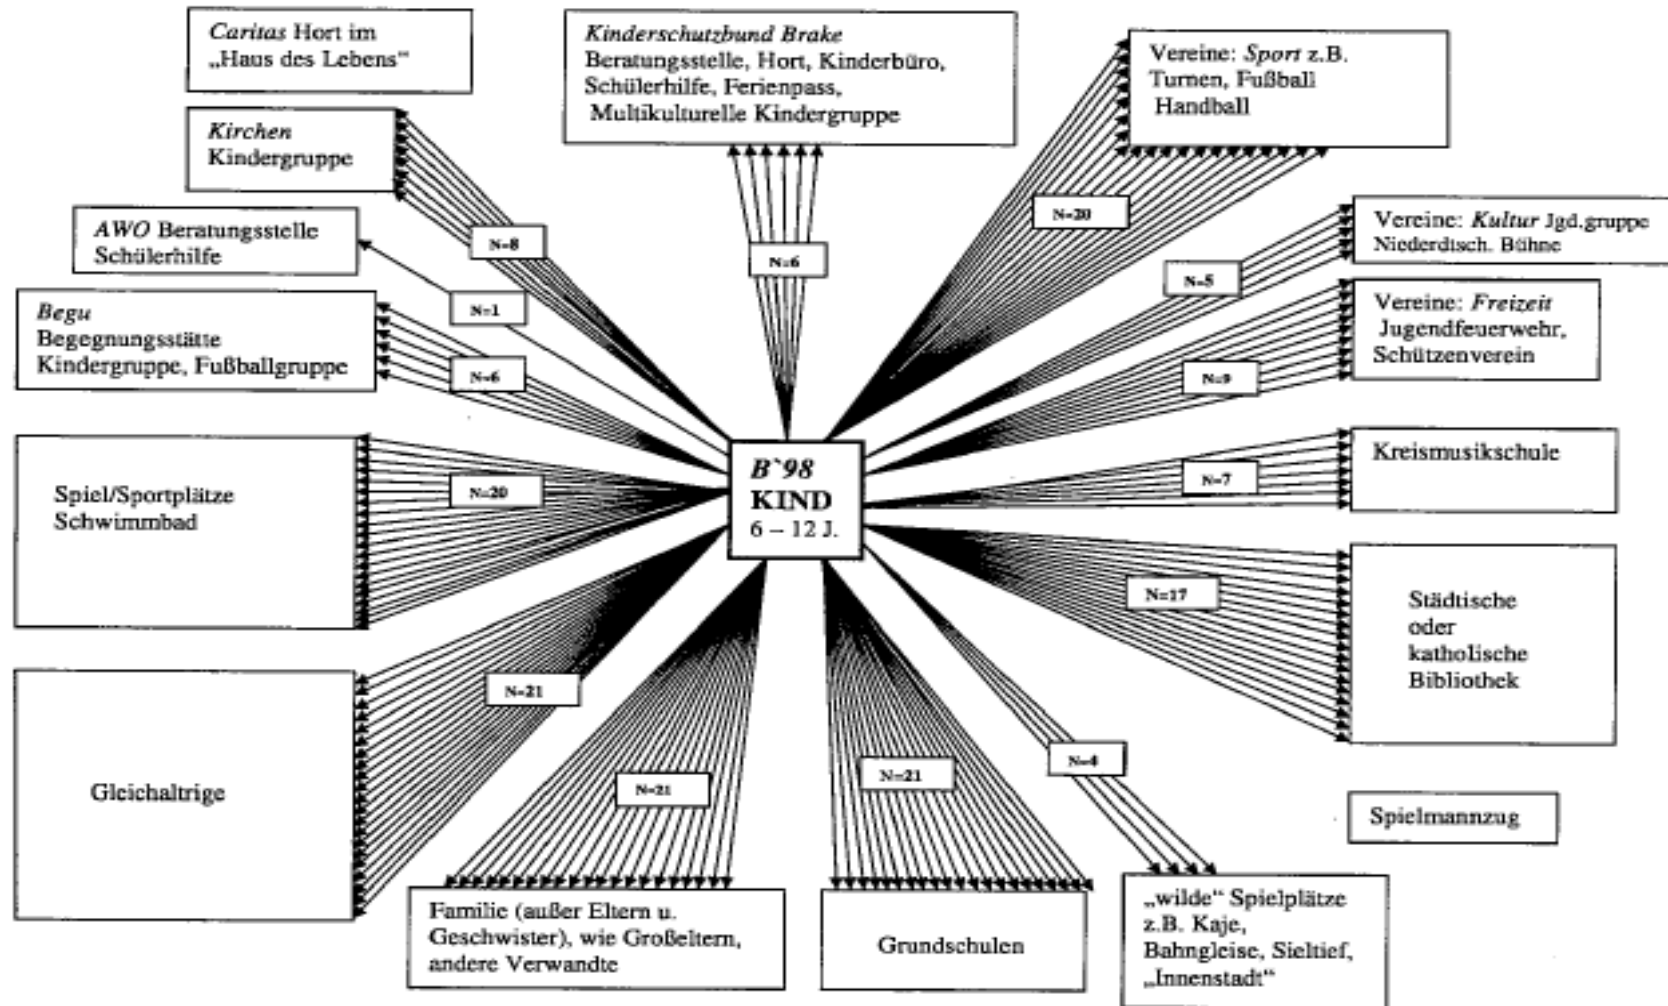 Caritas Hort im
„Haus des Lebens“
Kinderschutzbund Brake
Beratungsstelle, Hort, Kinderbüro,
Schülerhilfe, Ferienpass,
Multikulturelle Kindergruppe
Vereine: Sport z.B.
Turnen, Fußball
Handball
Kirchen
Kindergruppe
AWO Beratungsstelle
Schülerhilfe
N=8
N=6
N=20
Vereine: Kultur Jgd.gruppe
Niederdtsch. Bühne
N=5
Begu
Begegnungsstätte
Kindergruppe, Fußballgruppe
N=1
N=6
Vereine: Freizeit
Jugendfeuerwehr,
Schützenverein
N=9
Spiel/Sportplätze
Schwimmbad
N=20
B`98
KIND
6 – 12 J.
N=7
Kreismusikschule
N=17
Städtische
oder
katholische
Bibliothek
Gleichaltrige
N=21
N=21
N=21
N=4
Spielmannzug
Familie (außer Eltern u.
Geschwister), wie Großeltern,
andere Verwandte
Grundschulen
„wilde“ Spielplätze
z.B. Kaje,
Bahngleise, Sieltief,
„Innenstadt“